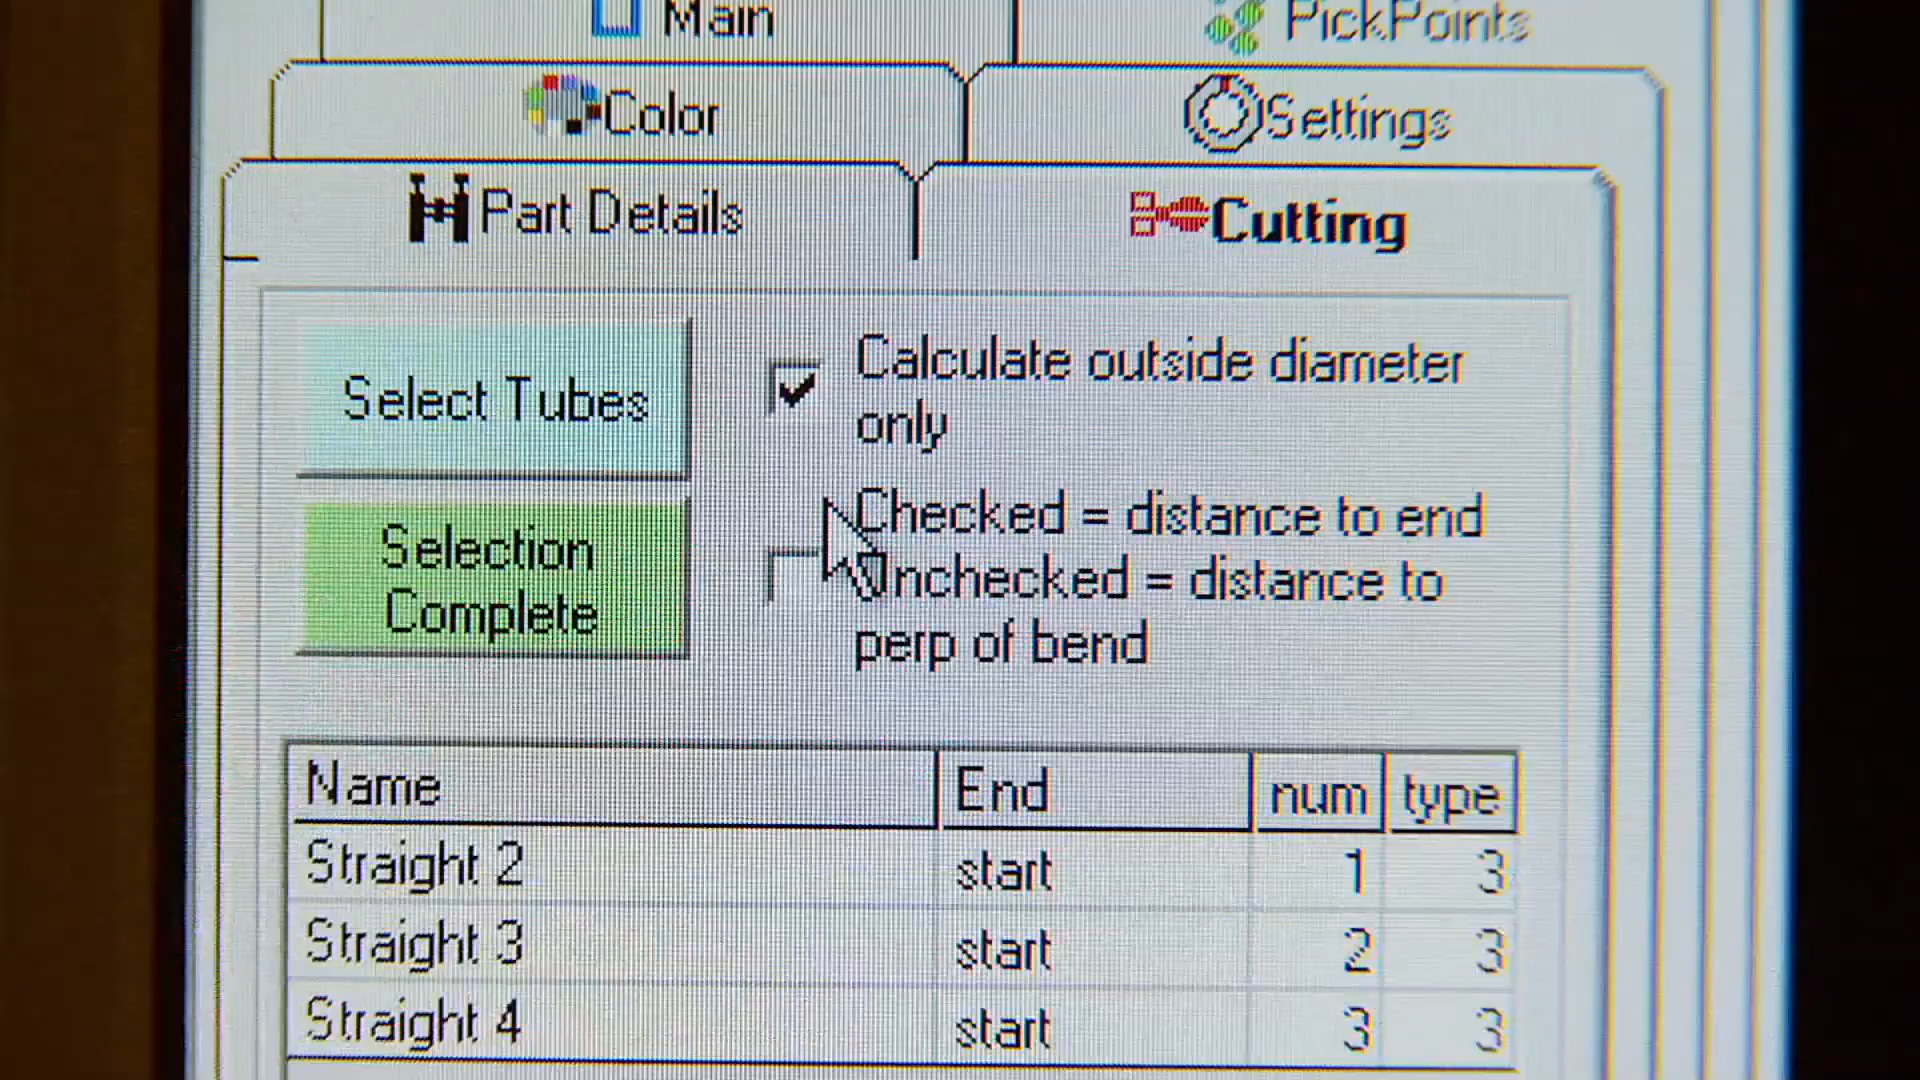 Main
PickPoints
Color
Settings
Part Details
Cutting
Select Tubes
Calculate outside diameter
only
Selection
Complete
Checked = distance to end
Unchecked = distance to
perp of bend
Name End num type
Straight 2 start 1 3
Straight 3 start 2 3
Straight 4 start 3 3